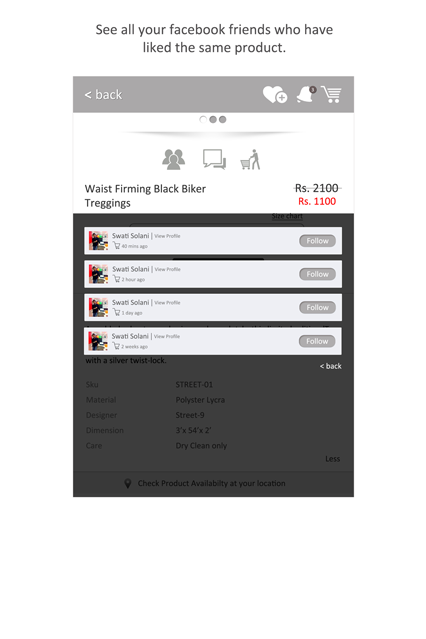 See all your facebook friends who have
liked the same product.
< back
Waist Firming Black Biker
Treggings
Rs. 2100
Rs. 1100
Size chart
Swati Solani | View Profile
40 mins ago
Follow
Swati Solani | View Profile
2 hour ago
Follow
Swati Solani | View Profile
1 day ago
Follow
Swati Solani | View Profile
2 weeks ago
Follow
with a silver twist-lock.
< back
Sku STREET-01
Material Polyster Lycra
Designer Street-9
Dimension 3'x 54'x 2'
Care Dry Clean only
Less
Check Product Availabilty at your location